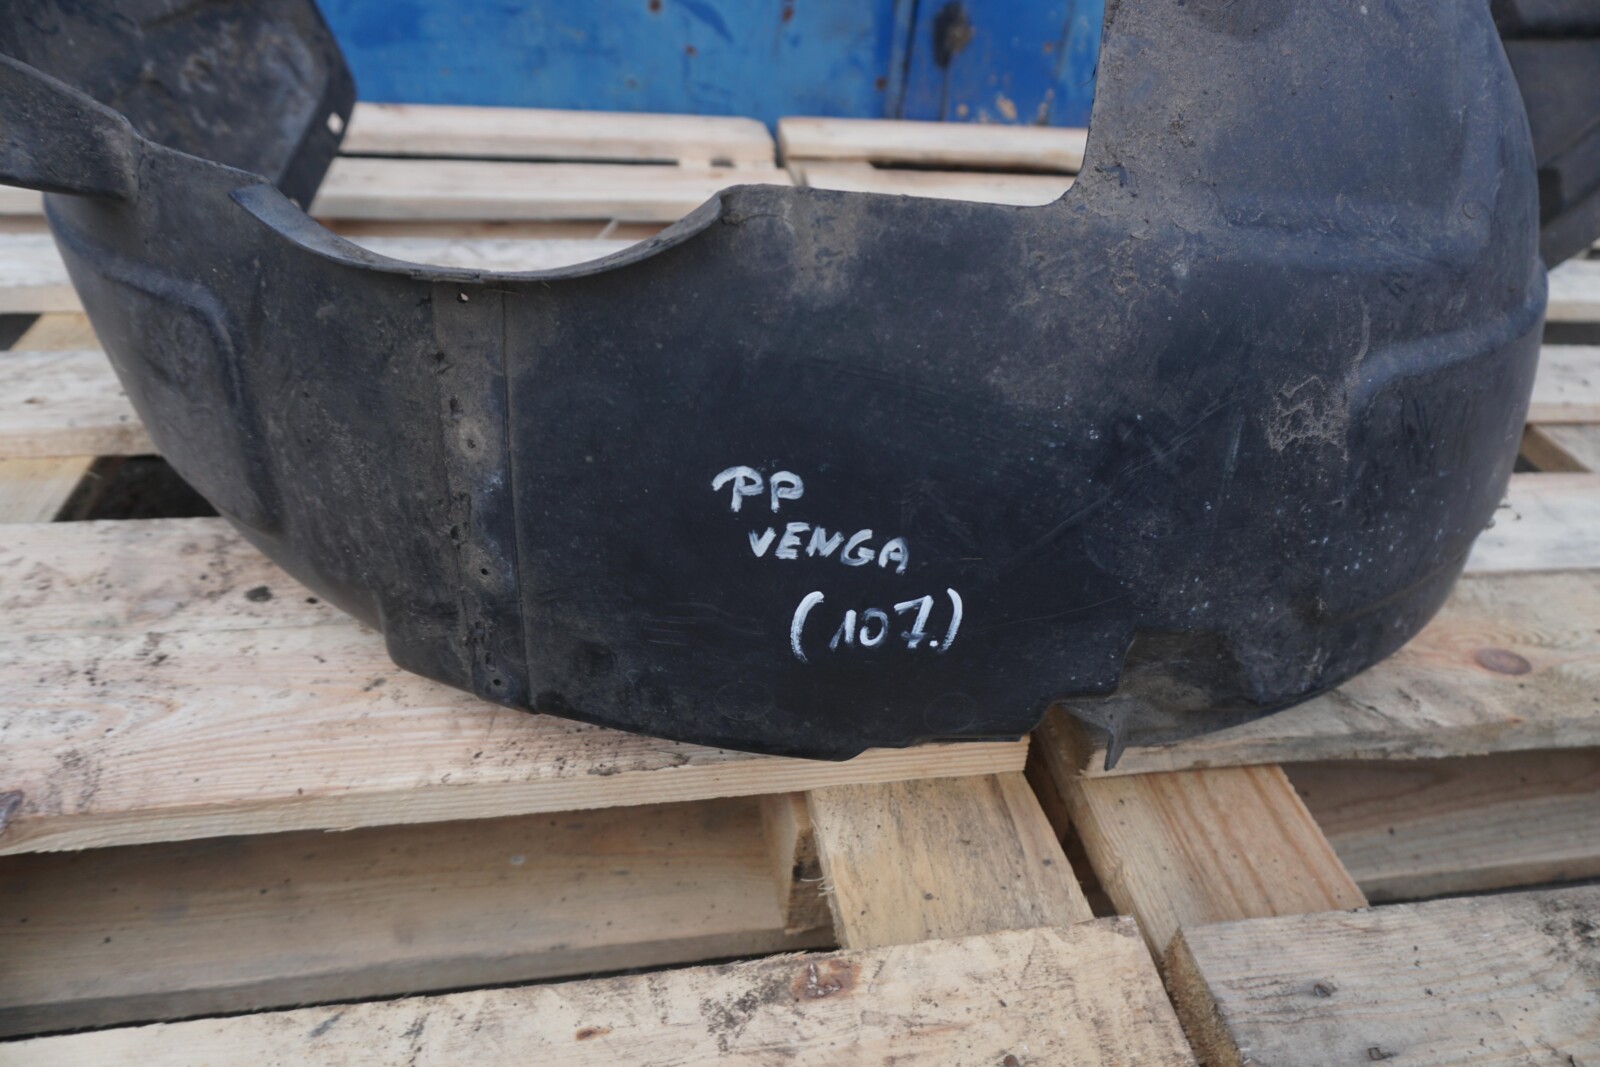 PP
VENGA
(107.)